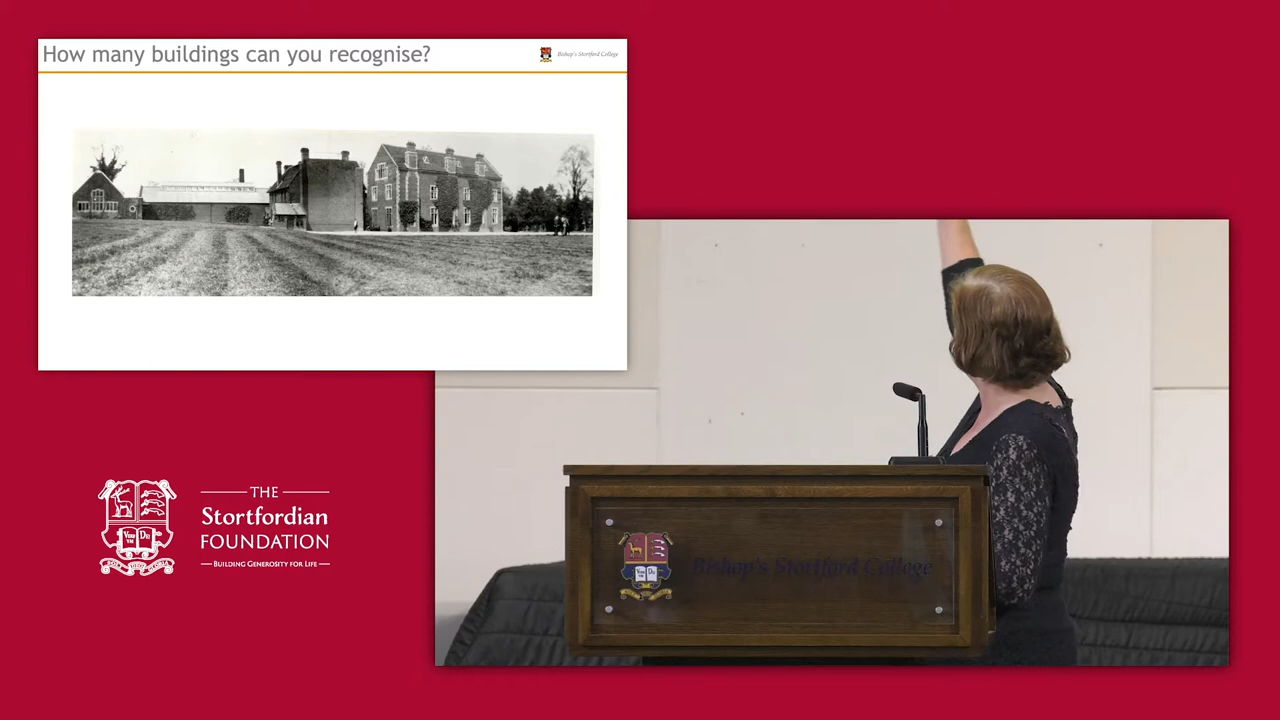 How many buildings can you recognise?
Bishop's Stortford College
THE
Stortfordian
FOUNDATION
BUILDING GENEROSITY FOR LIFE
Bishop's Stortford College